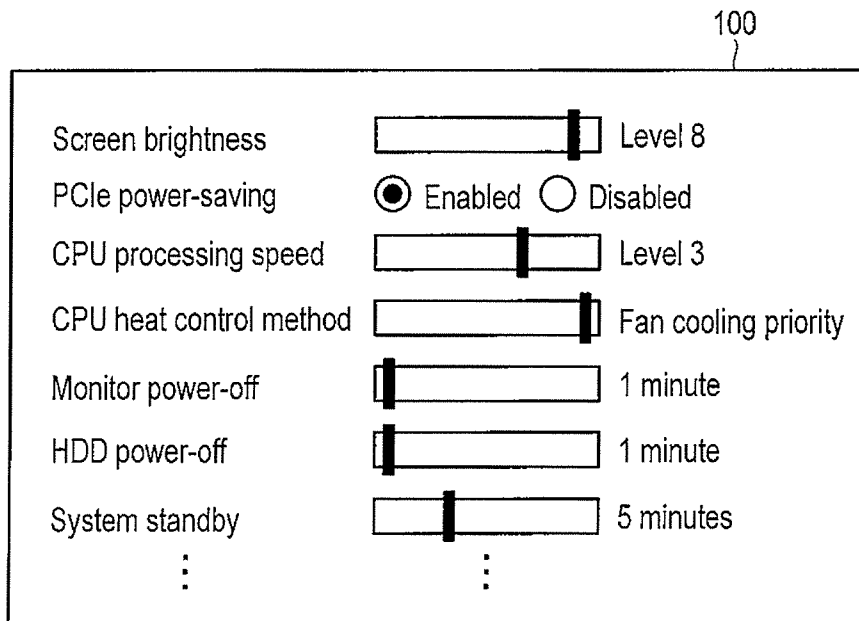 100
Screen brightness Level 8
PCIe power-saving Enabled Disabled
CPU processing speed Level 3
CPU heat control method Fan cooling priority
Monitor power-off 1 minute
HDD power-off 1 minute
System standby 5 minutes